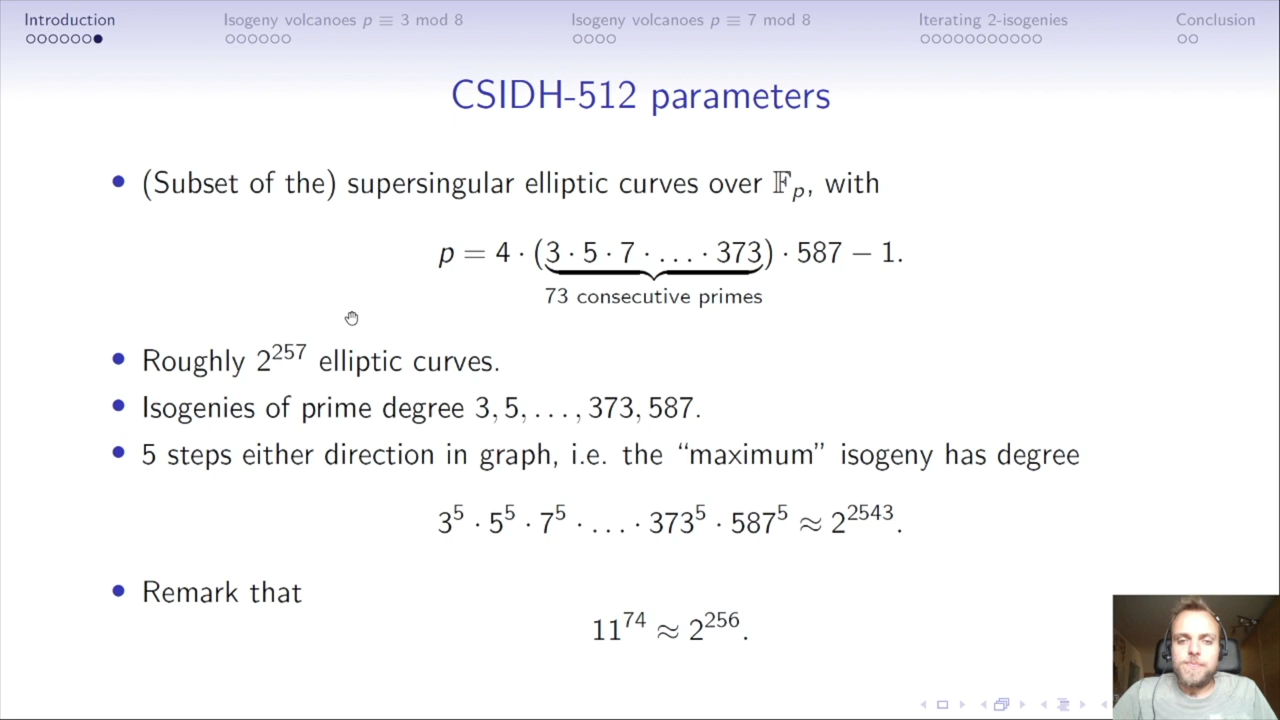 Introduction
Isogeny volcanoes p ≡ 3 mod 8
Isogeny volcanoes p ≡ 7 mod 8
Iterating 2-isogenies
Conclusion
CSIDH-512 parameters
• (Subset of the) supersingular elliptic curves over 𝔽ₚ, with
p = 4 · (3 · 5 · 7 · … · 373) · 587 − 1.
73 consecutive primes
• Roughly 2^257 elliptic curves.
• Isogenies of prime degree 3, 5, …, 373, 587.
• 5 steps either direction in graph, i.e. the “maximum” isogeny has degree
3^5 · 5^5 · 7^5 · … · 373^5 · 587^5 ≈ 2^2543.
• Remark that
11^74 ≈ 2^256.